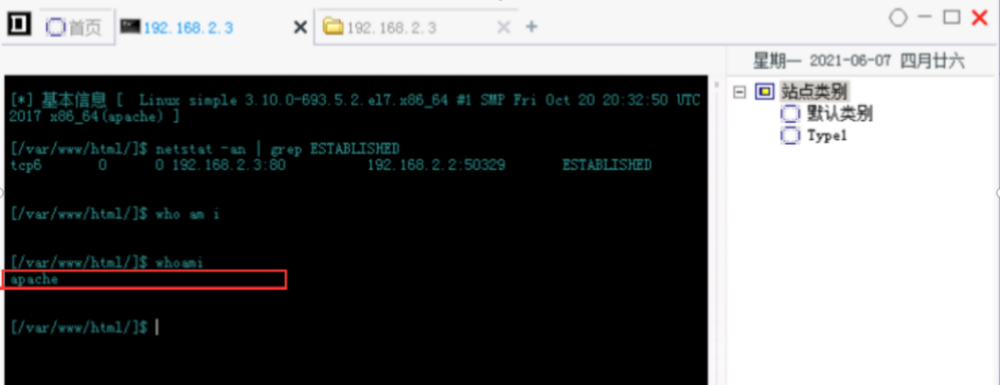 首页 192.168.2.3 192.168.2.3
星期一 2021-06-07 四月廿六
[*] 基本信息 [ Linux simple 3.10.0-693.5.2.el7.x86_64 #1 SMP Fri Oct 20 20:32:50 UTC
2017 x86_64(apache) ]
[/var/www/html/]$ netstat -an | grep ESTABLISHED
tcp6 0 0 192.168.2.3:80 192.168.2.2:50329 ESTABLISHED
[/var/www/html/]$ who am i
[/var/www/html/]$ whoami
apache
[/var/www/html/]$
站点类别
默认类别
Type1